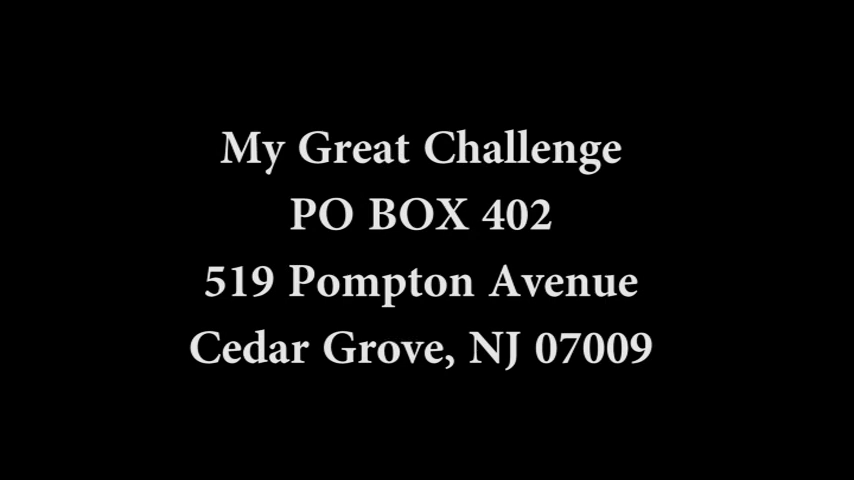 My Great Challenge
PO BOX 402
519 Pompton Avenue
Cedar Grove, NJ 07009